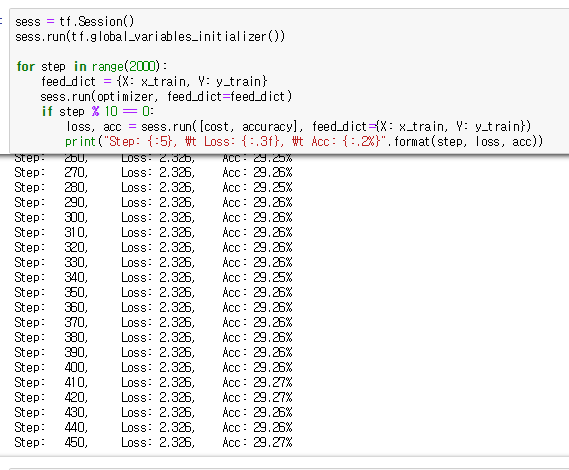 sess = tf.Session()
sess.run(tf.global_variables_initializer())
for step in range(2000):
feed_dict = {X: x_train, Y: y_train}
sess.run(optimizer, feed_dict=feed_dict)
if step % 10 == 0:
loss, acc = sess.run([cost, accuracy], feed_dict={X: x_train, Y: y_train})
print("Step: {:5}, ₩t Loss: {:.3f}, ₩t Acc: {:.2%}".format(step, loss, acc))
Step: 260, Loss: 2.326, Acc: 29.25%
Step: 270, Loss: 2.326, Acc: 29.26%
Step: 280, Loss: 2.326, Acc: 29.25%
Step: 290, Loss: 2.326, Acc: 29.26%
Step: 300, Loss: 2.326, Acc: 29.26%
Step: 310, Loss: 2.326, Acc: 29.26%
Step: 320, Loss: 2.326, Acc: 29.26%
Step: 330, Loss: 2.326, Acc: 29.26%
Step: 340, Loss: 2.326, Acc: 29.25%
Step: 350, Loss: 2.326, Acc: 29.26%
Step: 360, Loss: 2.326, Acc: 29.26%
Step: 370, Loss: 2.326, Acc: 29.26%
Step: 380, Loss: 2.326, Acc: 29.26%
Step: 390, Loss: 2.326, Acc: 29.26%
Step: 400, Loss: 2.326, Acc: 29.26%
Step: 410, Loss: 2.326, Acc: 29.27%
Step: 420, Loss: 2.326, Acc: 29.27%
Step: 430, Loss: 2.326, Acc: 29.26%
Step: 440, Loss: 2.326, Acc: 29.26%
Step: 450, Loss: 2.326, Acc: 29.27%